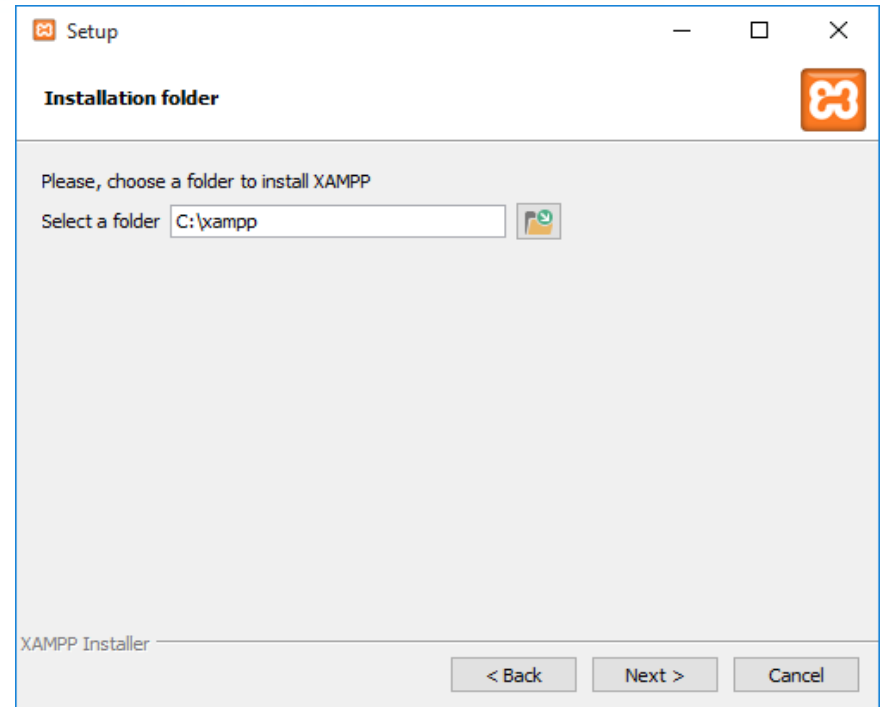 Setup
Installation folder
Please, choose a folder to install XAMPP
Select a folder C:\xampp
XAMPP Installer
< Back Next > Cancel